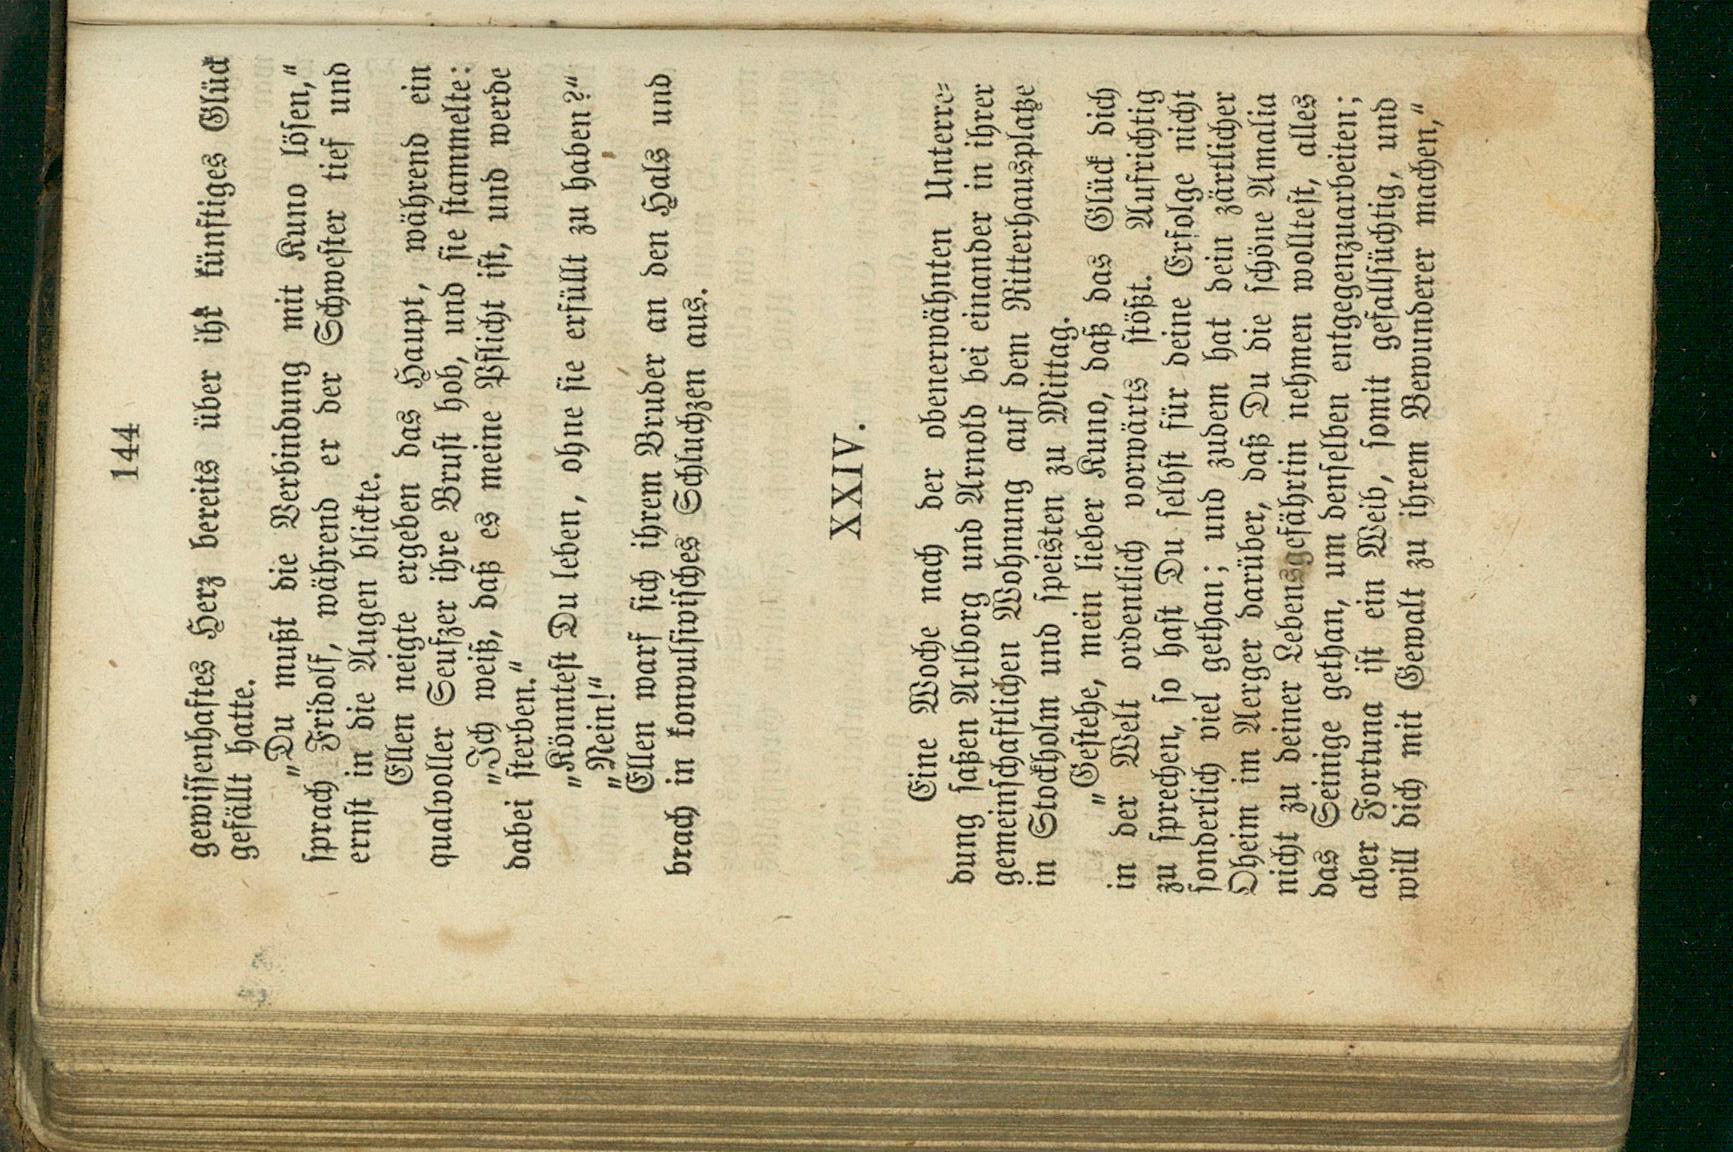 144
gewiſſenhaftes Herz bereits über ihr künftiges Glück
gefällt hatte.
„Du mußt die Verbindung mit Kuno löſen,“
ſprach Fridolf, während er der Schweſter tief und
ernſt in die Augen blickte.
Ellen neigte ergeben das Haupt, während ein
qualvoller Seufzer ihre Bruſt hob, und ſie ſtammelte:
„Ich weiß, daß es meine Pflicht iſt, und werde
dabei ſterben.“
„Könnteſt Du leben, ohne ſie erfüllt zu haben?“
„Nein!“
Ellen warf ſich ihrem Bruder an den Hals und
brach in konvulſiviſches Schluchzen aus.
XXIV.
Eine Woche nach der obenerwähnten Unterre⸗
dung ſaßen Arlborg und Arnold bei einander in ihrer
gemeinſchaftlichen Wohnung auf dem Ritterhausplatze
in Stockholm und ſpeisten zu Mittag.
„Geſtehe, mein lieber Kuno, daß das Glück dich
in der Welt ordentlich vorwärts ſtößt. Aufrichtig
zu ſprechen, ſo haſt Du ſelbſt für deine Erfolge nicht
ſonderlich viel gethan; und zudem hat dein zärtlicher
Oheim im Aerger darüber, daß Du die ſchöne Amalia
nicht zu deiner Lebensgefährtin nehmen wollteſt, alles
das Seinige gethan, um denſelben entgegenzuarbeiten;
aber Fortuna iſt ein Weib, ſomit gefallſüchtig, und
will dich mit Gewalt zu ihrem Bewunderer machen,“